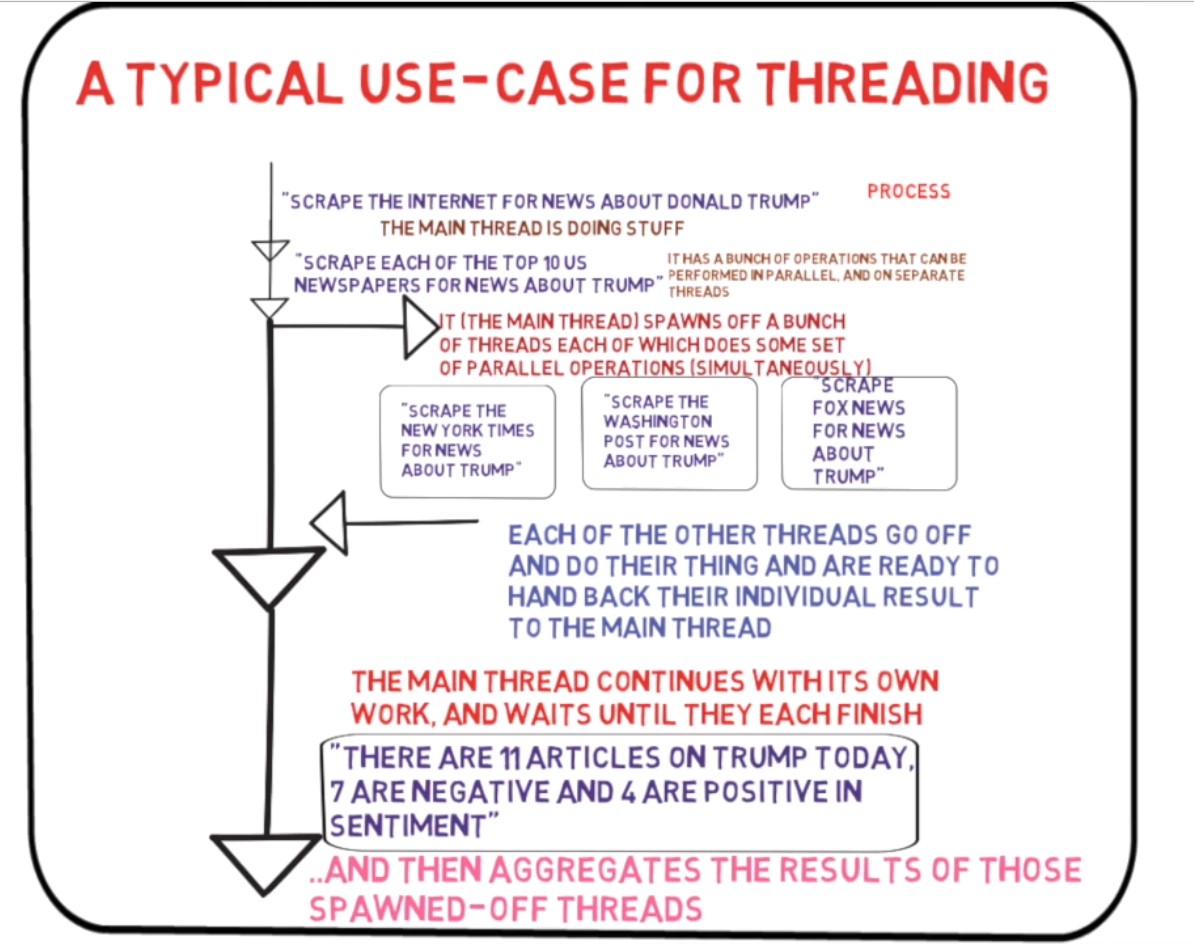 A TYPICAL USE-CASE FOR THREADING
"SCRAPE THE INTERNET FOR NEWS ABOUT DONALD TRUMP"
PROCESS
THE MAIN THREAD IS DOING STUFF
"SCRAPE EACH OF THE TOP 10 US
NEWSPAPERS FOR NEWS ABOUT TRUMP"
IT HAS A BUNCH OF OPERATIONS THAT CAN BE
PERFORMED IN PARALLEL, AND ON SEPARATE
THREADS
IT (THE MAIN THREAD) SPAWNS OFF A BUNCH
OF THREADS EACH OF WHICH DOES SOME SET
OF PARALLEL OPERATIONS (SIMULTANEOUSLY)
"SCRAPE THE
NEW YORK TIMES
FOR NEWS
ABOUT TRUMP"
"SCRAPE THE
WASHINGTON
POST FOR NEWS
ABOUT TRUMP"
"SCRAPE
FOX NEWS
FOR NEWS
ABOUT
TRUMP"
EACH OF THE OTHER THREADS GO OFF
AND DO THEIR THING AND ARE READY TO
HAND BACK THEIR INDIVIDUAL RESULT
TO THE MAIN THREAD
THE MAIN THREAD CONTINUES WITH ITS OWN
WORK, AND WAITS UNTIL THEY EACH FINISH
"THERE ARE 11 ARTICLES ON TRUMP TODAY,
7 ARE NEGATIVE AND 4 ARE POSITIVE IN
SENTIMENT"
..AND THEN AGGREGATES THE RESULTS OF THOSE
SPAWNED-OFF THREADS